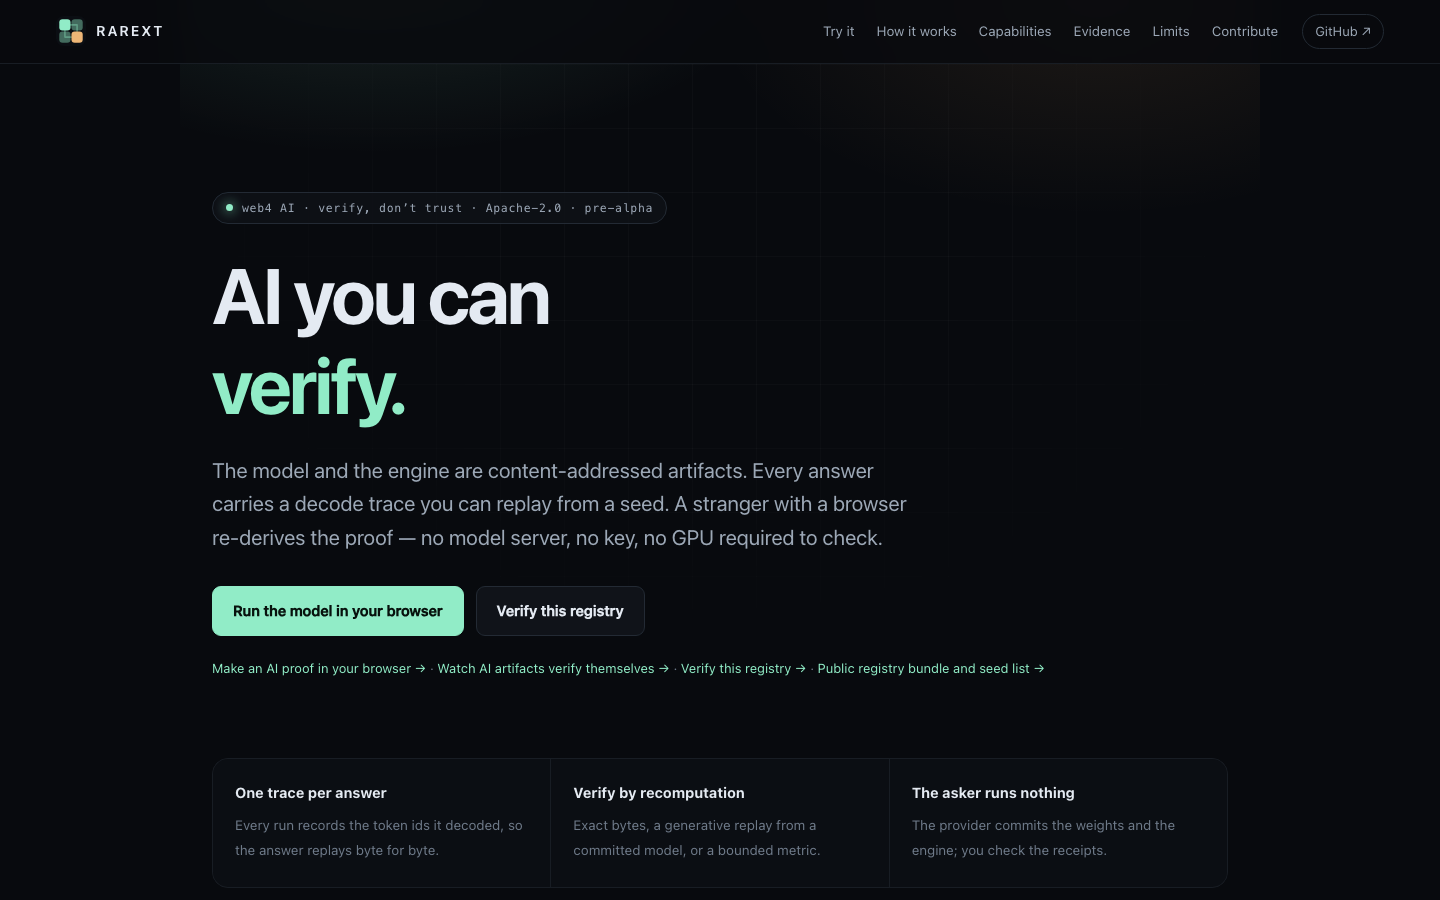 RAREXT
Try it
How it works
Capabilities
Evidence
Limits
Contribute
GitHub ↗
web4 AI · verify, don’t trust · Apache-2.0 · pre-alpha
AI you can
verify.
The model and the engine are content-addressed artifacts. Every answer
carries a decode trace you can replay from a seed. A stranger with a browser
re-derives the proof — no model server, no key, no GPU required to check.
Run the model in your browser
Verify this registry
Make an AI proof in your browser → · Watch AI artifacts verify themselves → · Verify this registry → · Public registry bundle and seed list →
One trace per answer
Every run records the token ids it decoded, so
the answer replays byte for byte.
Verify by recomputation
Exact bytes, a generative replay from a
committed model, or a bounded metric.
The asker runs nothing
The provider commits the weights and the
engine; you check the receipts.